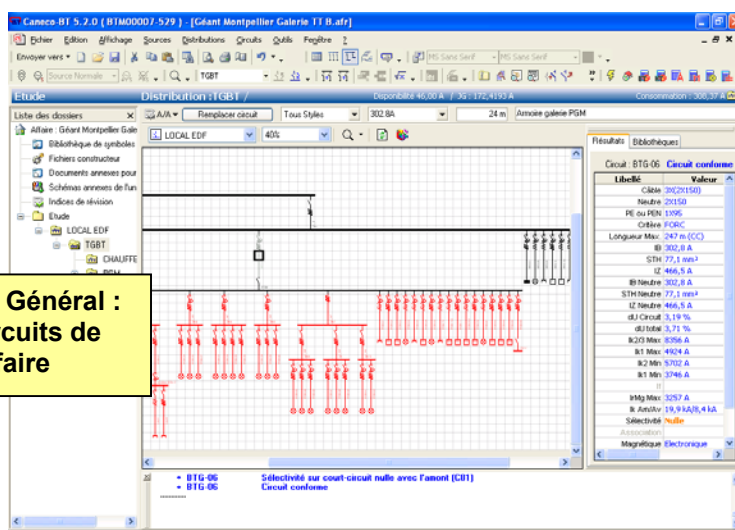 Caneco-BT 5.2.0 ( BTM00007-529 ) - [Géant Montpellier Galerie TT B.afr]
Fichier Edition Affichage Sources Distributions Circuits Outils Fenêtre ?
Envoyer vers MS Sans Serif MS Sans Serif
Source Normale TGBT
Etude Distribution :TGBT / Disponibilité 46,00 A / JG : 172,4193 A Consommation : 308,37 A
Liste des dossiers x A/A Remplacer circuit Tous Styles 302.8A 24 m Armoire galerie PGM
LOCAL EDF 40%
Affaire : Géant Montpellier Gale
Bibliothèque de symboles
Fichiers constructeur
Documents annexes pour
Schémas annexes de l'un
Indices de révision
Etude
LOCAL EDF
TGBT
CHAUFFE
PGM
Général :
rcuits de
faire
Résultats Bibliothèques
Circuit : BTG-06 Circuit conforme
Libellé Valeur
Câble 3X(2X150)
Neutre 2X150
PE ou PEN 1X95
Critère FORC
Longueur Max. 247 m (CC)
IB 302,8 A
STH 77,1 mm²
IZ 466,5 A
IB Neutre 302,8 A
STH Neutre 77,1 mm²
IZ Neutre 466,5 A
dU Circuit 3,19 %
dU total 3,71 %
Ik2/3 Max 8356 A
Ik1 Max 4924 A
Ik2 Min 5702 A
Ik1 Min 3746 A
If
IrMg Max 3257 A
Ik Am/Av 19,9 kA/8,4 kA
Sélectivité Nulle
Association
Magnétique Electronique
• BTG-06 Sélectivité sur court-circuit nulle avec l'amont (C01)
• BTG-06 Circuit conforme